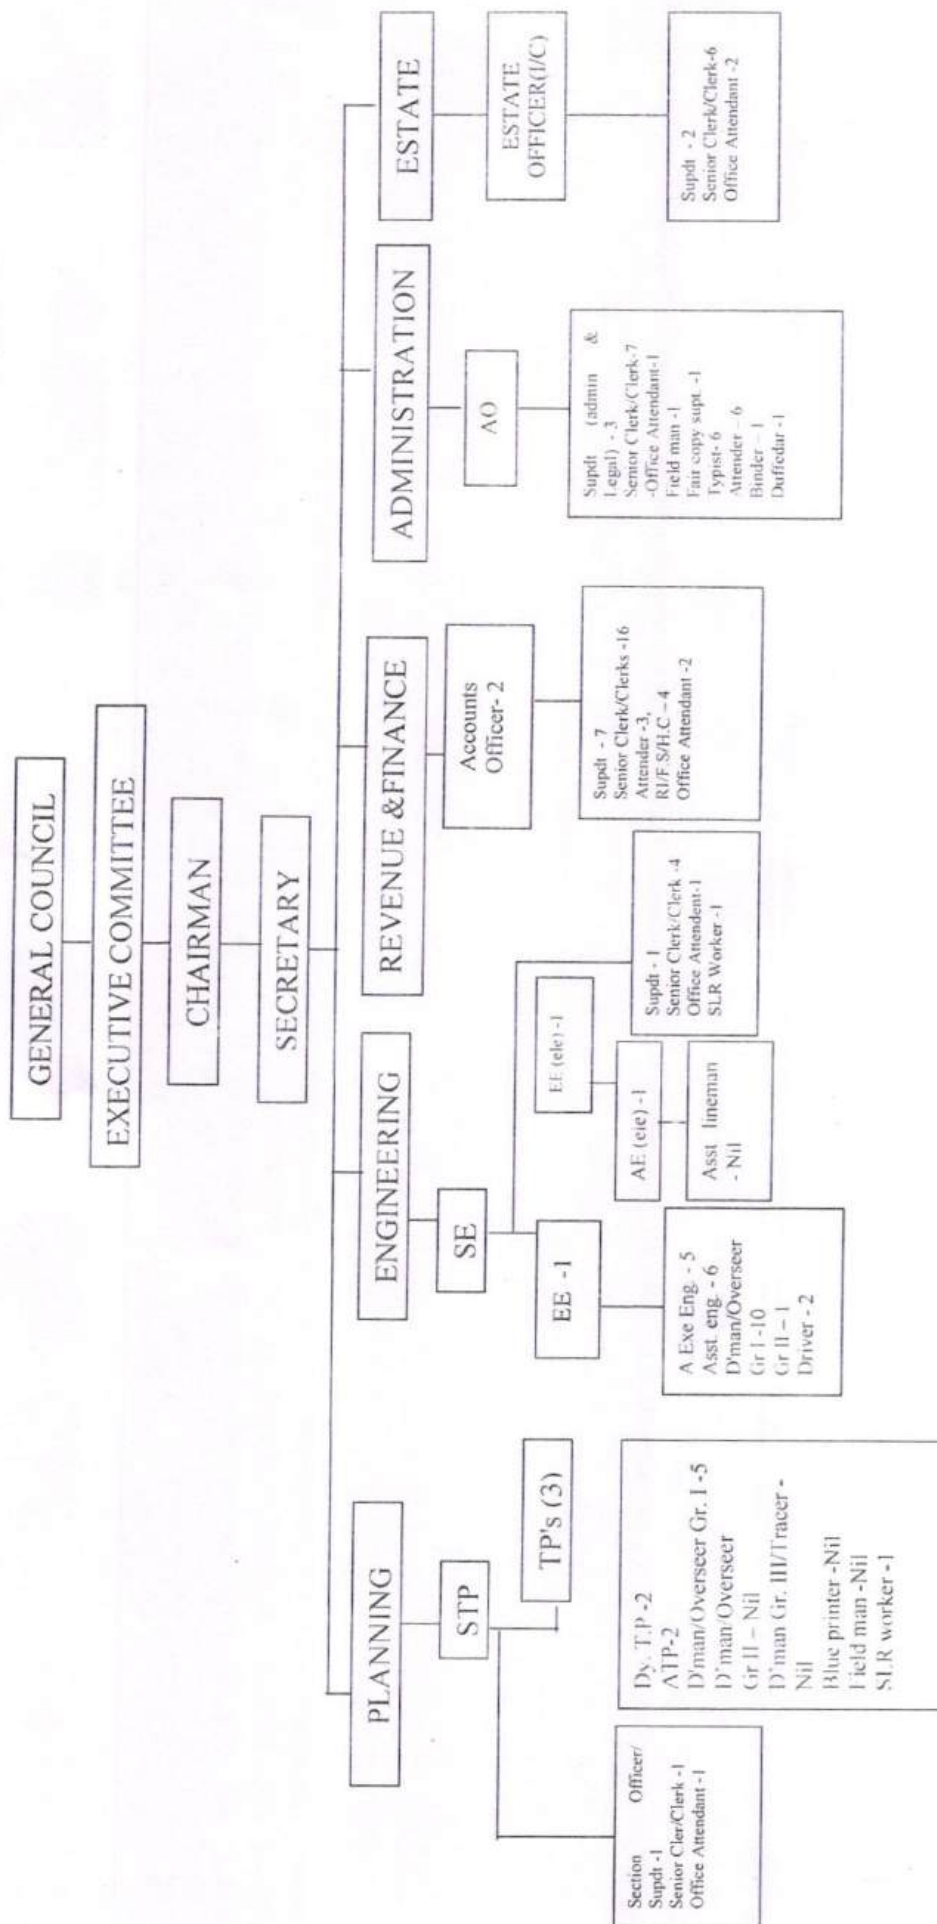 GENERAL COUNCIL
EXECUTIVE COMMITTEE
CHAIRMAN
SECRETARY
PLANNING
ENGINEERING
REVENUE &FINANCE
ADMINISTRATION
ESTATE
STP
TP's (3)
Section Officer/
Supdt -1
Senior Cler/Clerk -1
Office Attendant -1
Dy. T.P -2
ATP-2
D'man/Overseer Gr. I -5
D'man/Overseer
Gr II – Nil
D'man Gr. III/Tracer -
Nil
Blue printer -Nil
Field man -Nil
SLR worker -1
SE
EE -1
A Exe Eng. - 5
Asst. eng. - 6
D'man/Overseer
Gr I -10
Gr II – 1
Driver - 2
EE (ele) -1
AE (eie) -1
Asst lineman
- Nil
Supdt - 1
Senior Clerk/Clerk -4
Office Attendent-1
SLR Worker -1
Accounts
Officer- 2
Supdt - 7
Senior Clerk/Clerks -16
Attender -3,
RI/F S/H.C – 4
Office Attendant -2
AO
Supdt (admin &
Legal) - 3
Senior Clerk/Clerk-7
-Office Attendant-1
Field man -1
Fair copy supt. -1
Typist- 6
Attender – 6
Binder – 1
Duffedar -1
ESTATE
OFFICER(I/C)
Supdt - 2
Senior Clerk/Clerk-6
Office Attendant -2